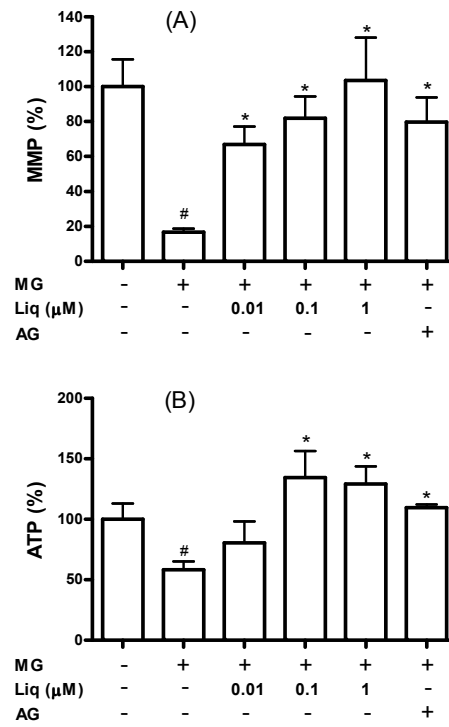 (A)
140
120
100
80
60
40
20
0
MMP (%)
# * * * *
MG - + + + + +
Liq (μM) - - 0.01 0.1 1 -
AG - - - - - +
(B)
200
150
100
50
0
ATP (%)
# * * *
MG - + + + + +
Liq (μM) - - 0.01 0.1 1 -
AG - - - - - +